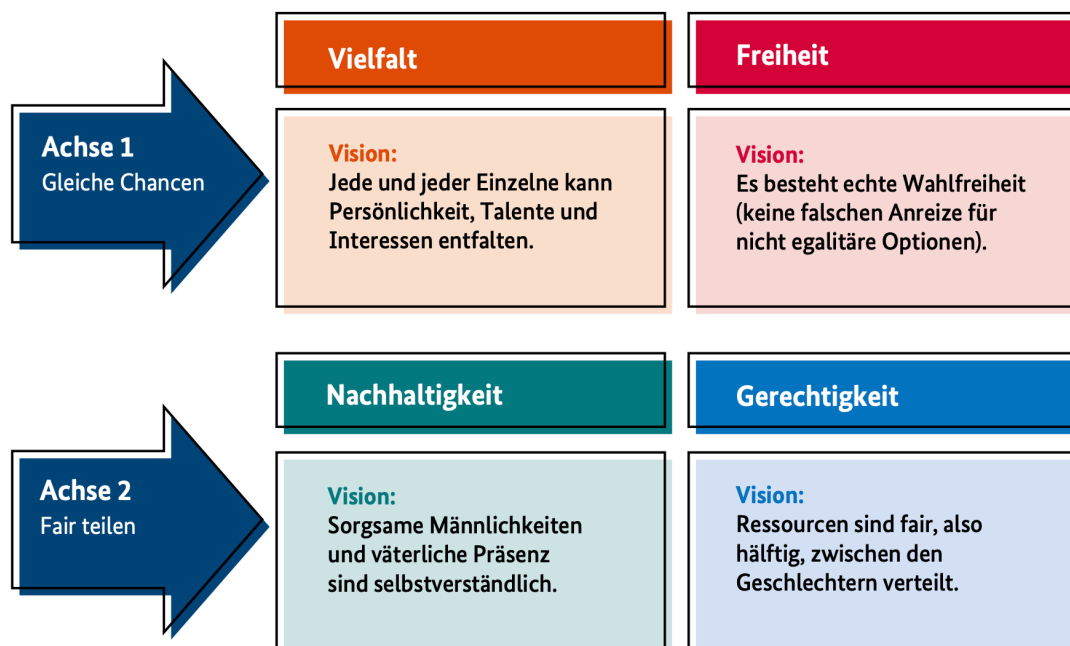 Achse 1
Gleiche Chancen
Vielfalt
Vision:
Jede und jeder Einzelne kann
Persönlichkeit, Talente und
Interessen entfalten.
Freiheit
Vision:
Es besteht echte Wahlfreiheit
(keine falschen Anreize für
nicht egalitäre Optionen).
Achse 2
Fair teilen
Nachhaltigkeit
Vision:
Sorgsame Männlichkeiten
und väterliche Präsenz
sind selbstverständlich.
Gerechtigkeit
Vision:
Ressourcen sind fair, also
hälftig, zwischen den
Geschlechtern verteilt.